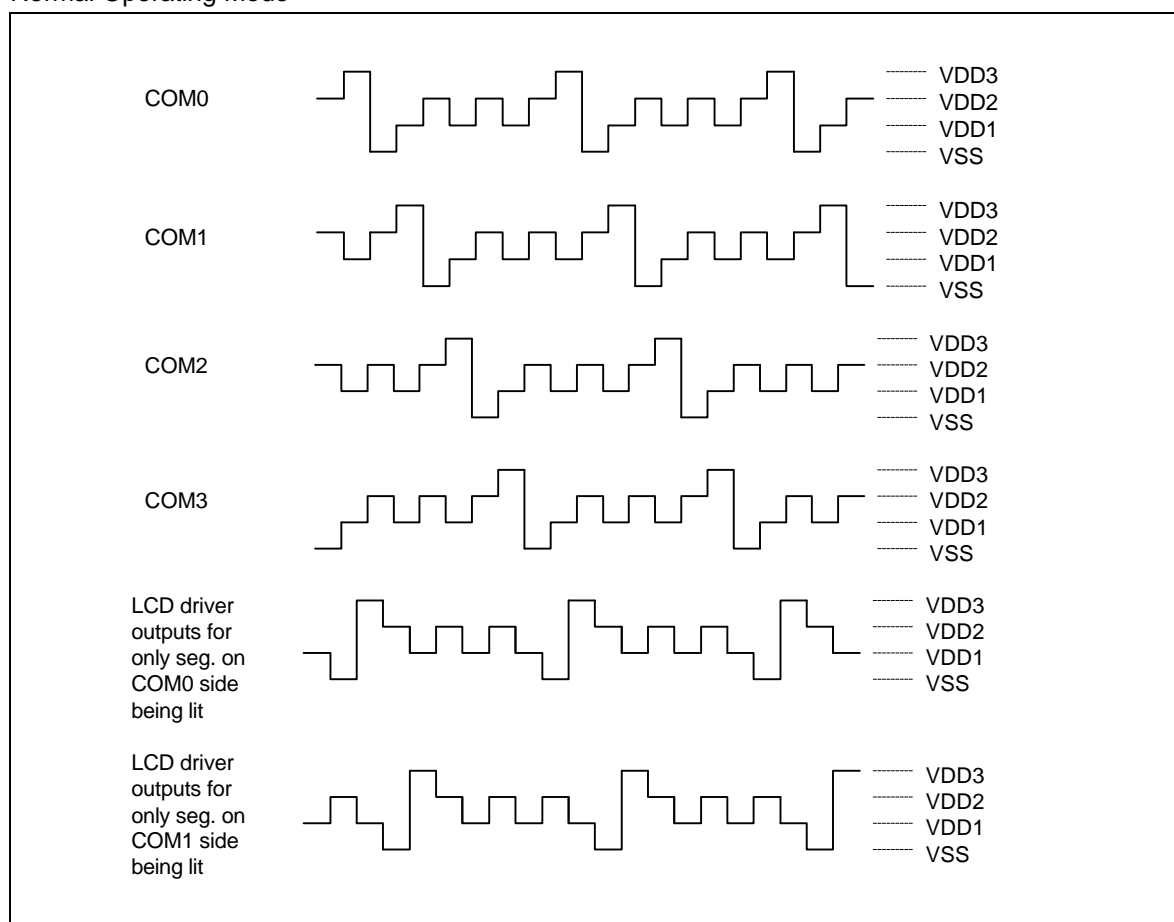 Normal Operating Mode
COM0
VDD3
VDD2
VDD1
VSS
COM1
VDD3
VDD2
VDD1
VSS
COM2
VDD3
VDD2
VDD1
VSS
COM3
VDD3
VDD2
VDD1
VSS
LCD driver
outputs for
only seg. on
COM0 side
being lit
VDD3
VDD2
VDD1
VSS
LCD driver
outputs for
only seg. on
COM1 side
being lit
VDD3
VDD2
VDD1
VSS